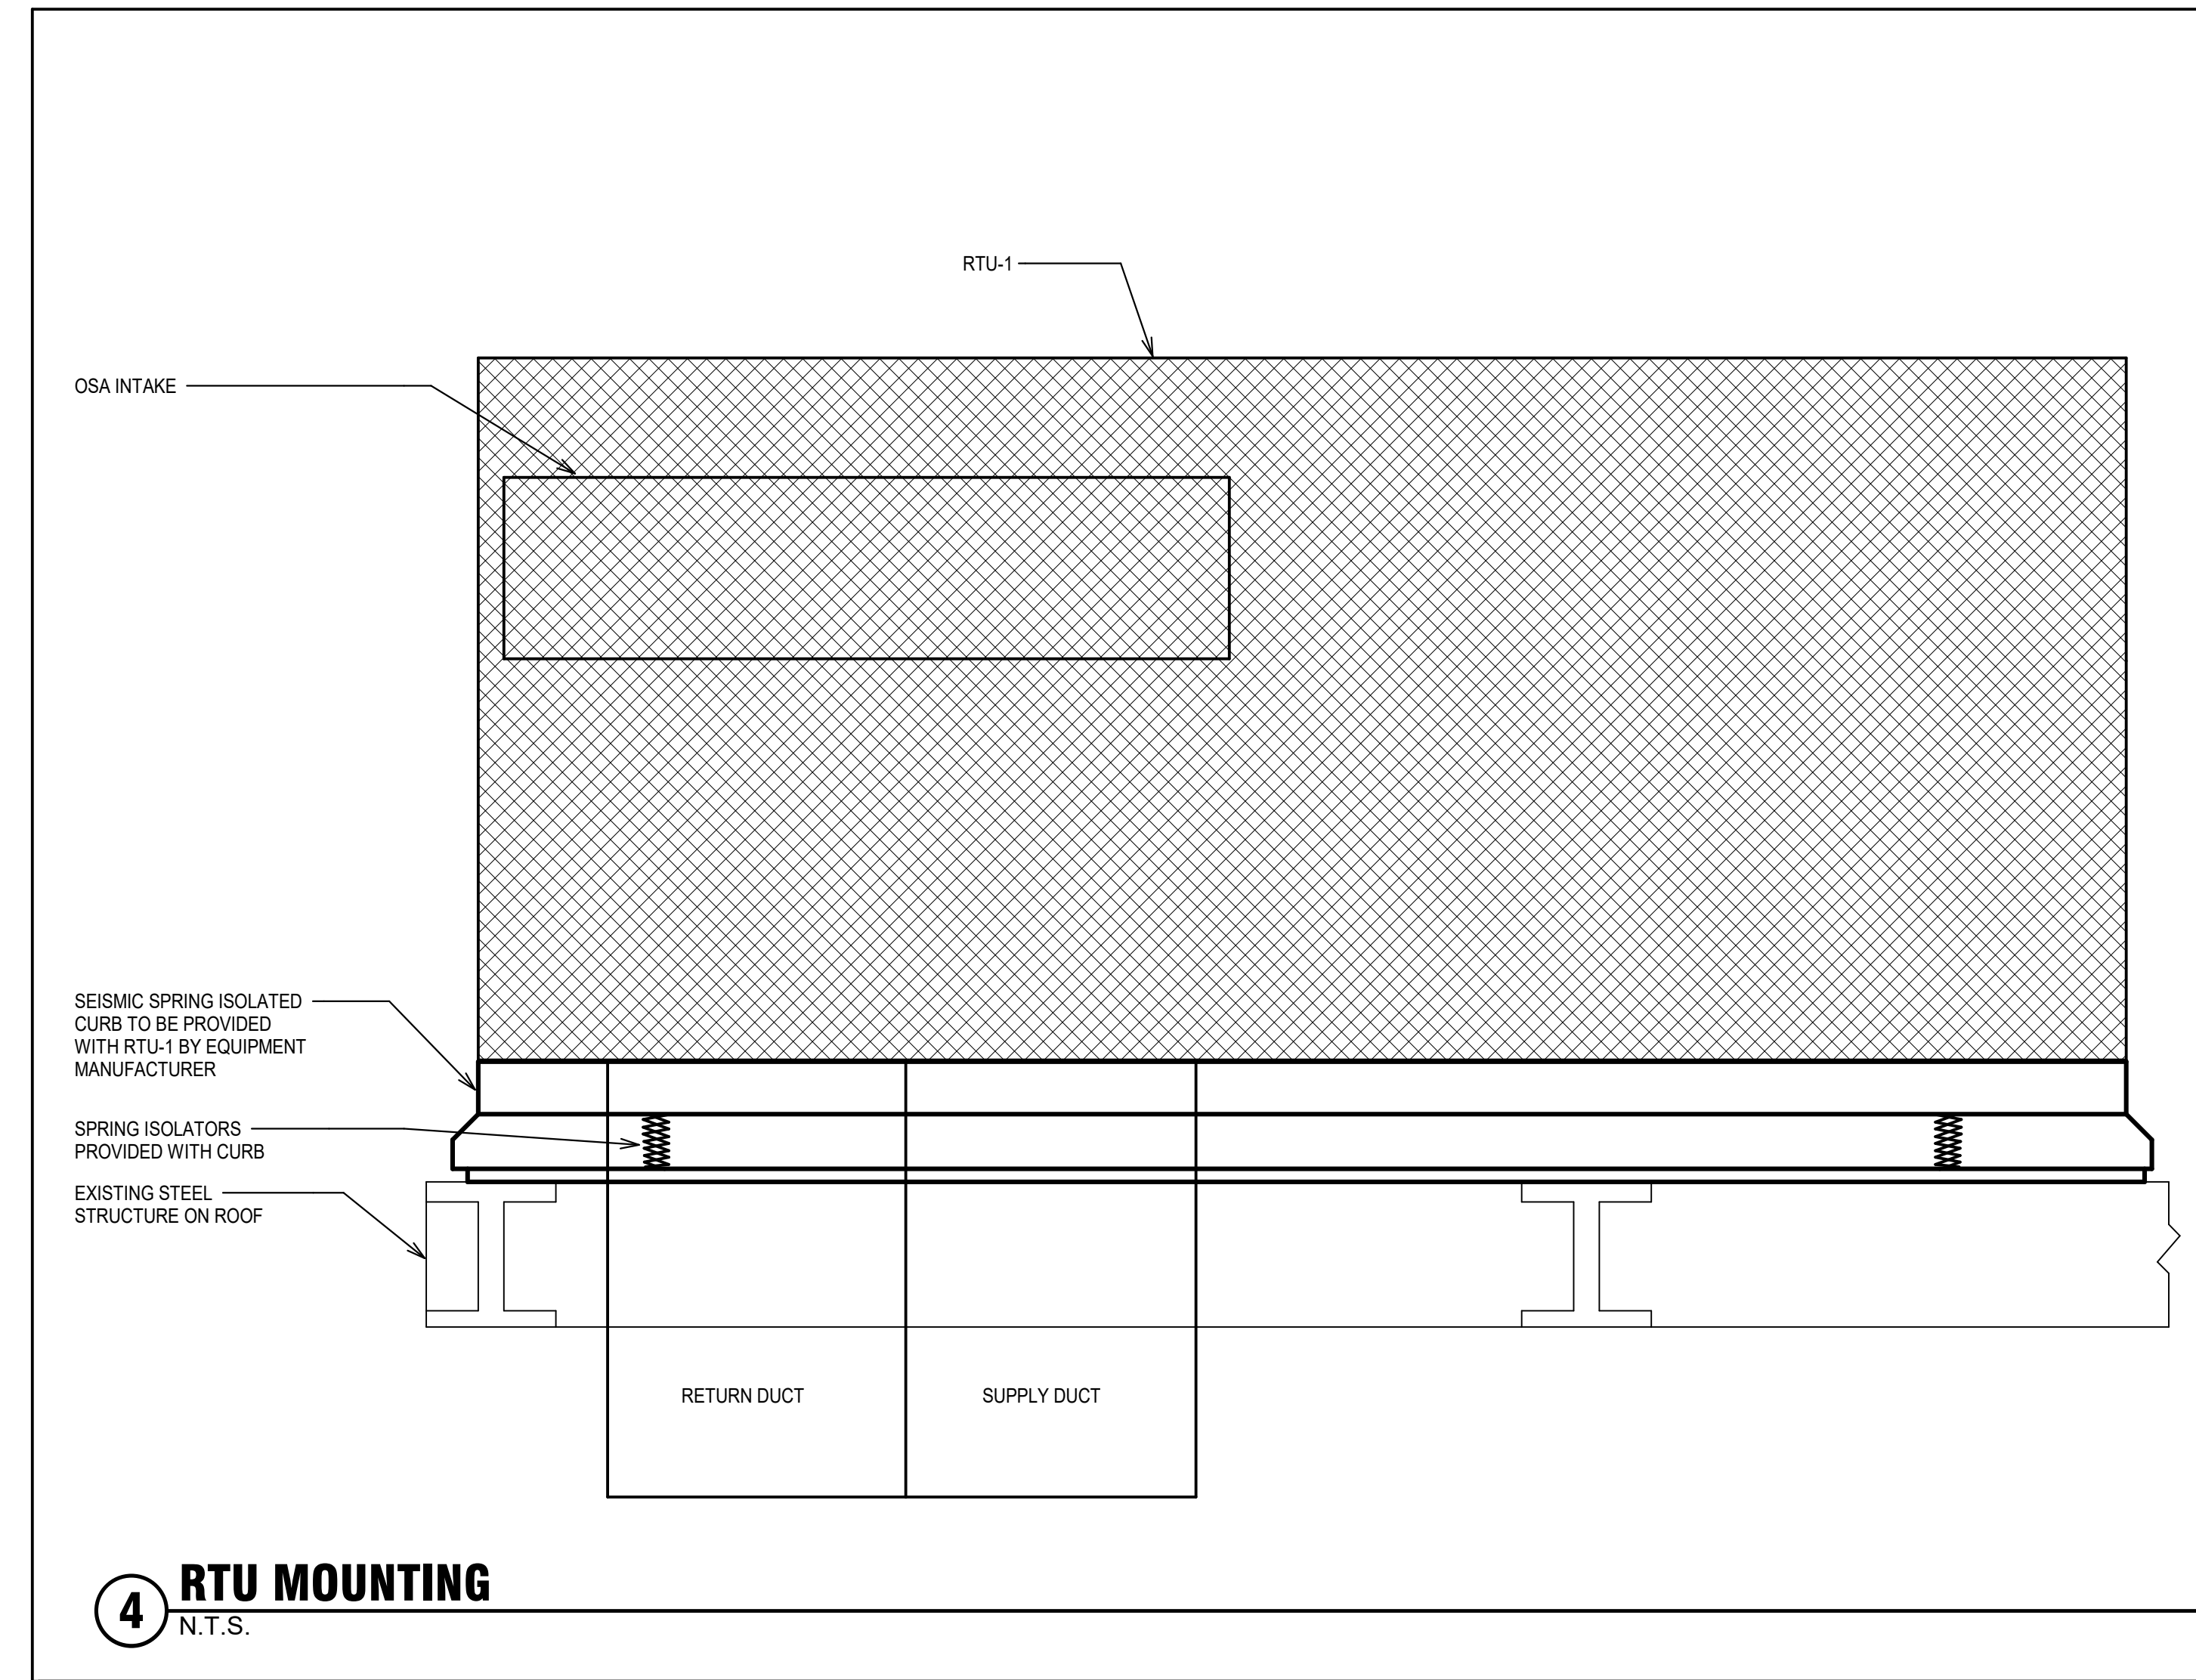 RTU-1
OSA INTAKE
SEISMIC SPRING ISOLATED
CURB TO BE PROVIDED
WITH RTU-1 BY EQUIPMENT
MANUFACTURER
SPRING ISOLATORS
PROVIDED WITH CURB
EXISTING STEEL
STRUCTURE ON ROOF
RETURN DUCT
SUPPLY DUCT
4
RTU MOUNTING
N.T.S.